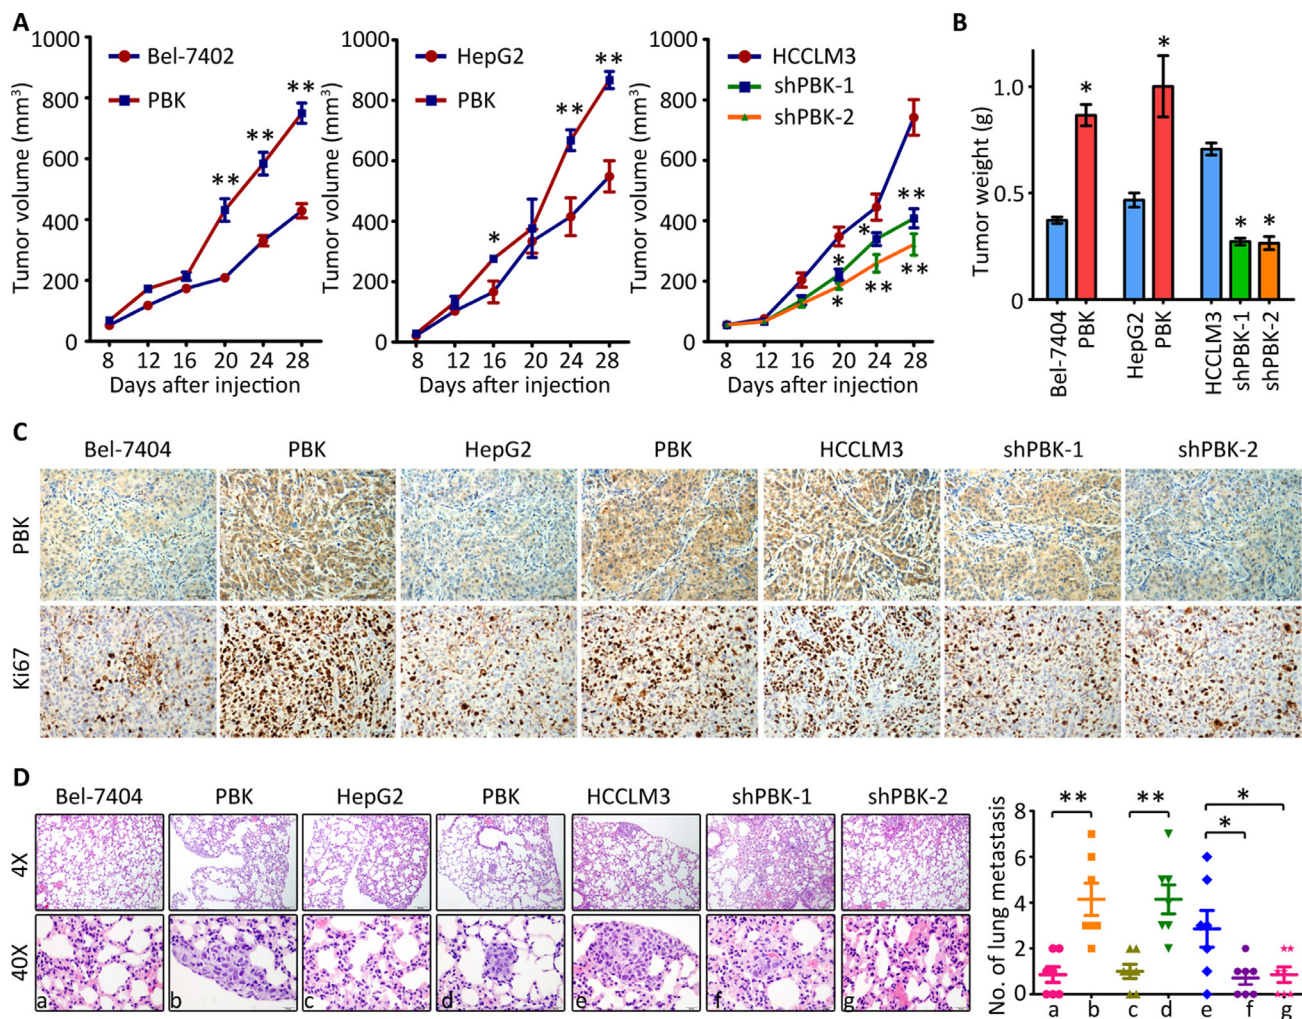 A
1000
800
600
400
200
0
Tumor volume (mm³)
Bel-7402
PBK
**
**
**
8 12 16 20 24 28
Days after injection
1000
800
600
400
200
0
Tumor volume (mm³)
HepG2
PBK
*
**
**
8 12 16 20 24 28
Days after injection
1000
800
600
400
200
0
Tumor volume (mm³)
HCCLM3
shPBK-1
shPBK-2
*
*
**
*
**
**
8 12 16 20 24 28
Days after injection
B
Tumor weight (g)
1.0
0.5
0
*
*
*
*
Bel-7404
PBK
HepG2
PBK
HCCLM3
shPBK-1
shPBK-2
C
Bel-7404 PBK HepG2 PBK HCCLM3 shPBK-1 shPBK-2
PBK
Ki67
D
Bel-7404 PBK HepG2 PBK HCCLM3 shPBK-1 shPBK-2
4X
40X
a b c d e f g
No. of lung metastasis
8
6
4
2
0
**
**
*
*
a b c d e f g